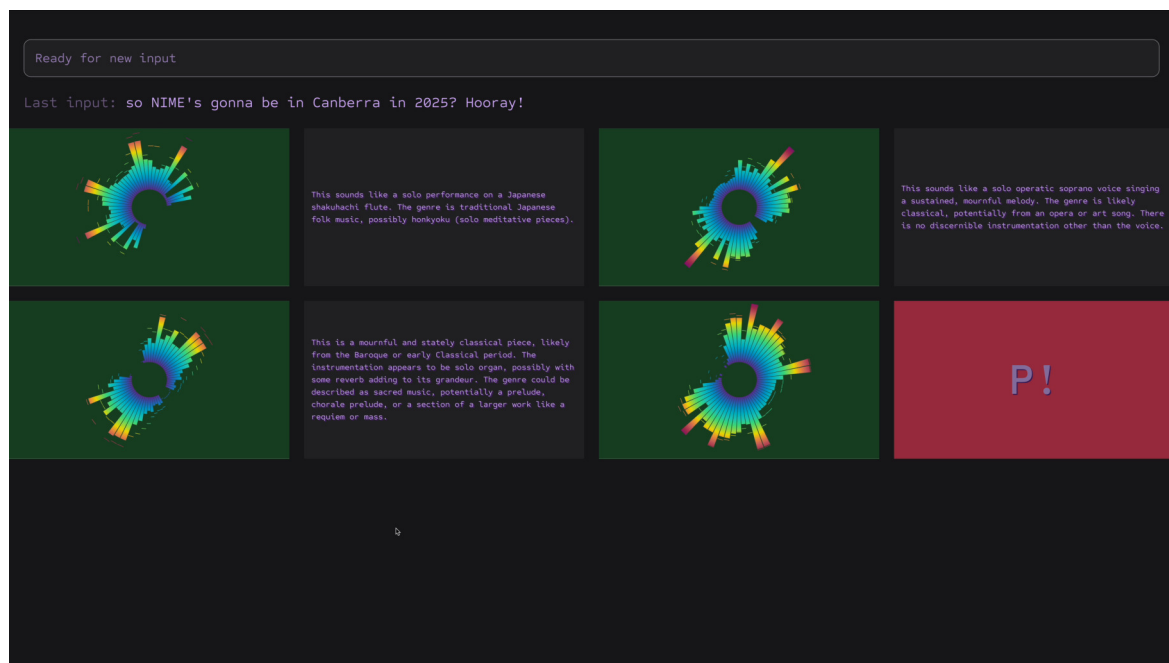 Ready for new input
Last input: so NIME's gonna be in Canberra in 2025? Hooray!
This sounds like a solo performance on a Japanese
shakuhachi flute. The genre is traditional Japanese
folk music, possibly honkyoku (solo meditative pieces).
This sounds like a solo operatic soprano voice singing
a sustained, mournful melody. The genre is likely
classical, potentially from an opera or art song. There
is no discernible instrumentation other than the voice.
This is a mournful and stately classical piece, likely
from the Baroque or early Classical period. The
instrumentation appears to be solo organ, possibly with
some reverb adding to its grandeur. The genre could be
described as sacred music, potentially a prelude,
chorale prelude, or a section of a larger work like a
requiem or mass.
P!